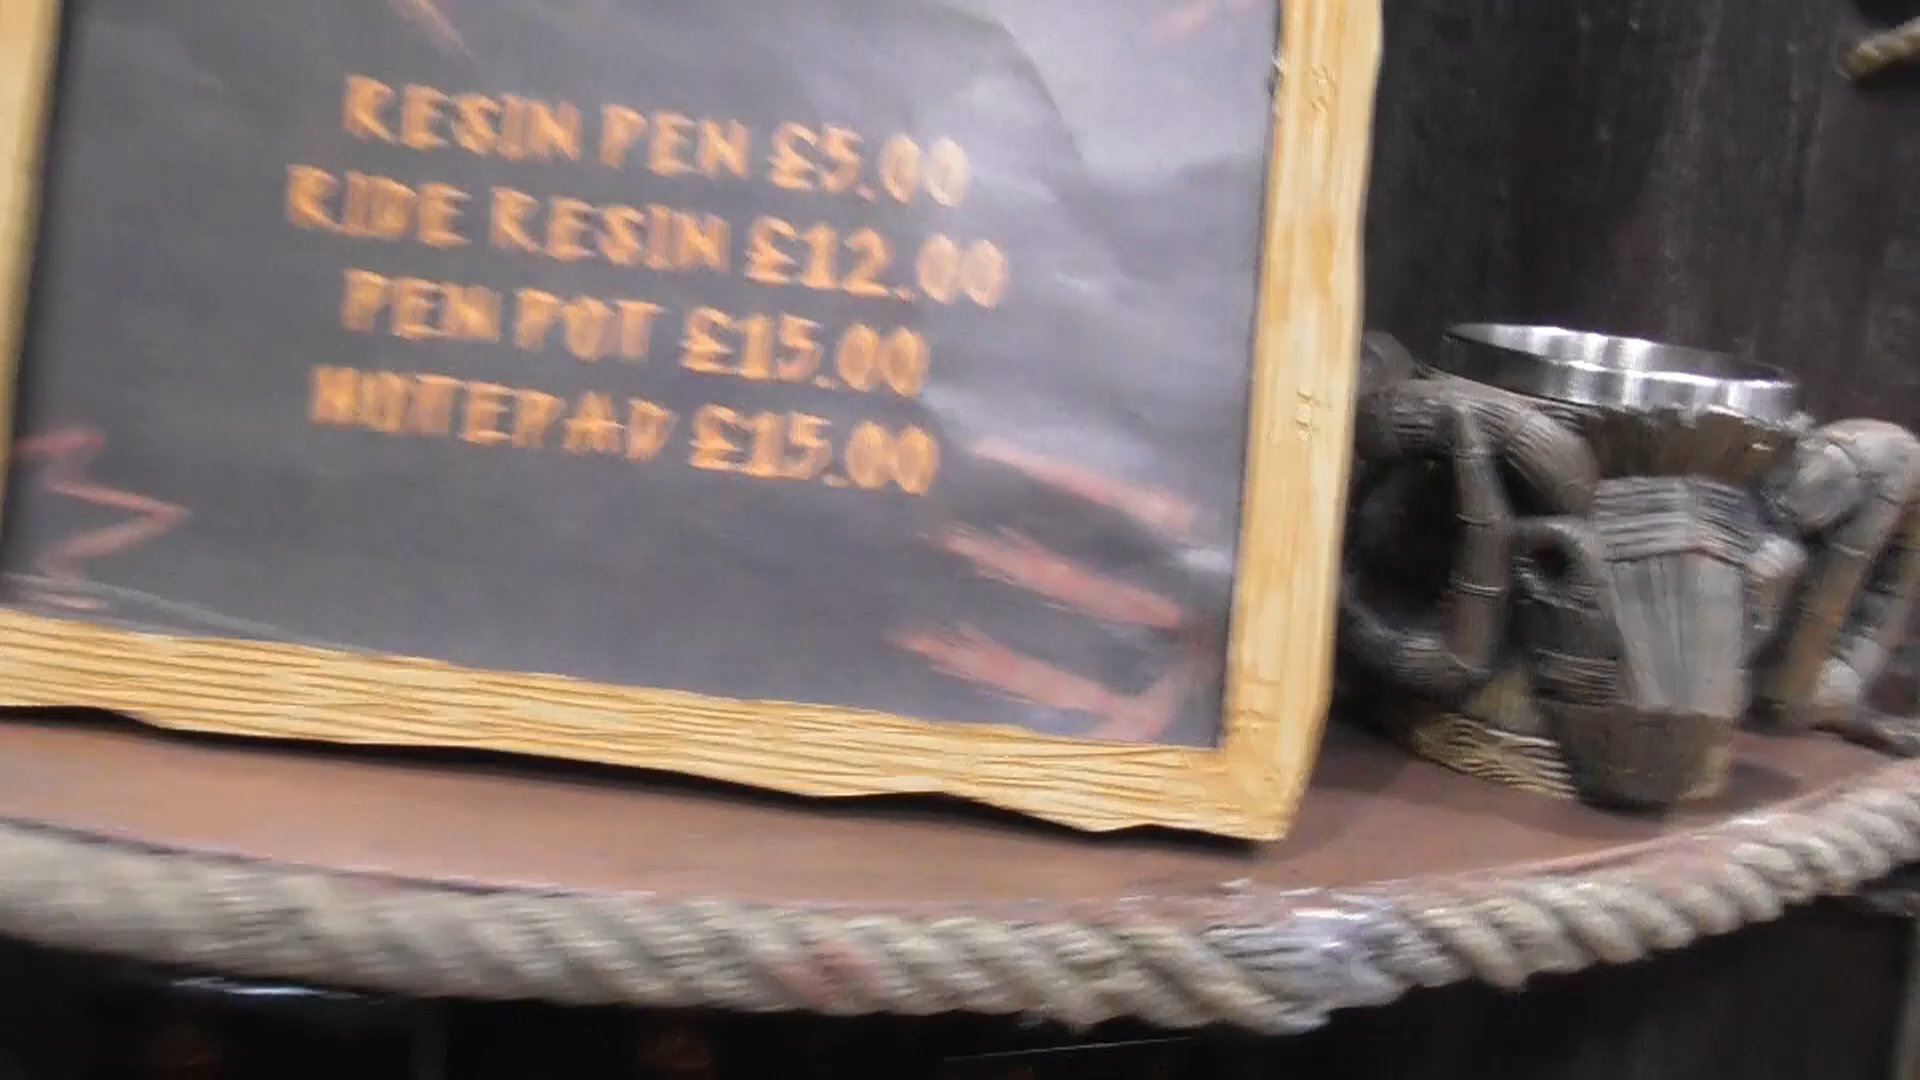 RESIN PEN £5.00
RIDE RESIN £12.00
PEN POT £15.00
NOTEPAD £15.00